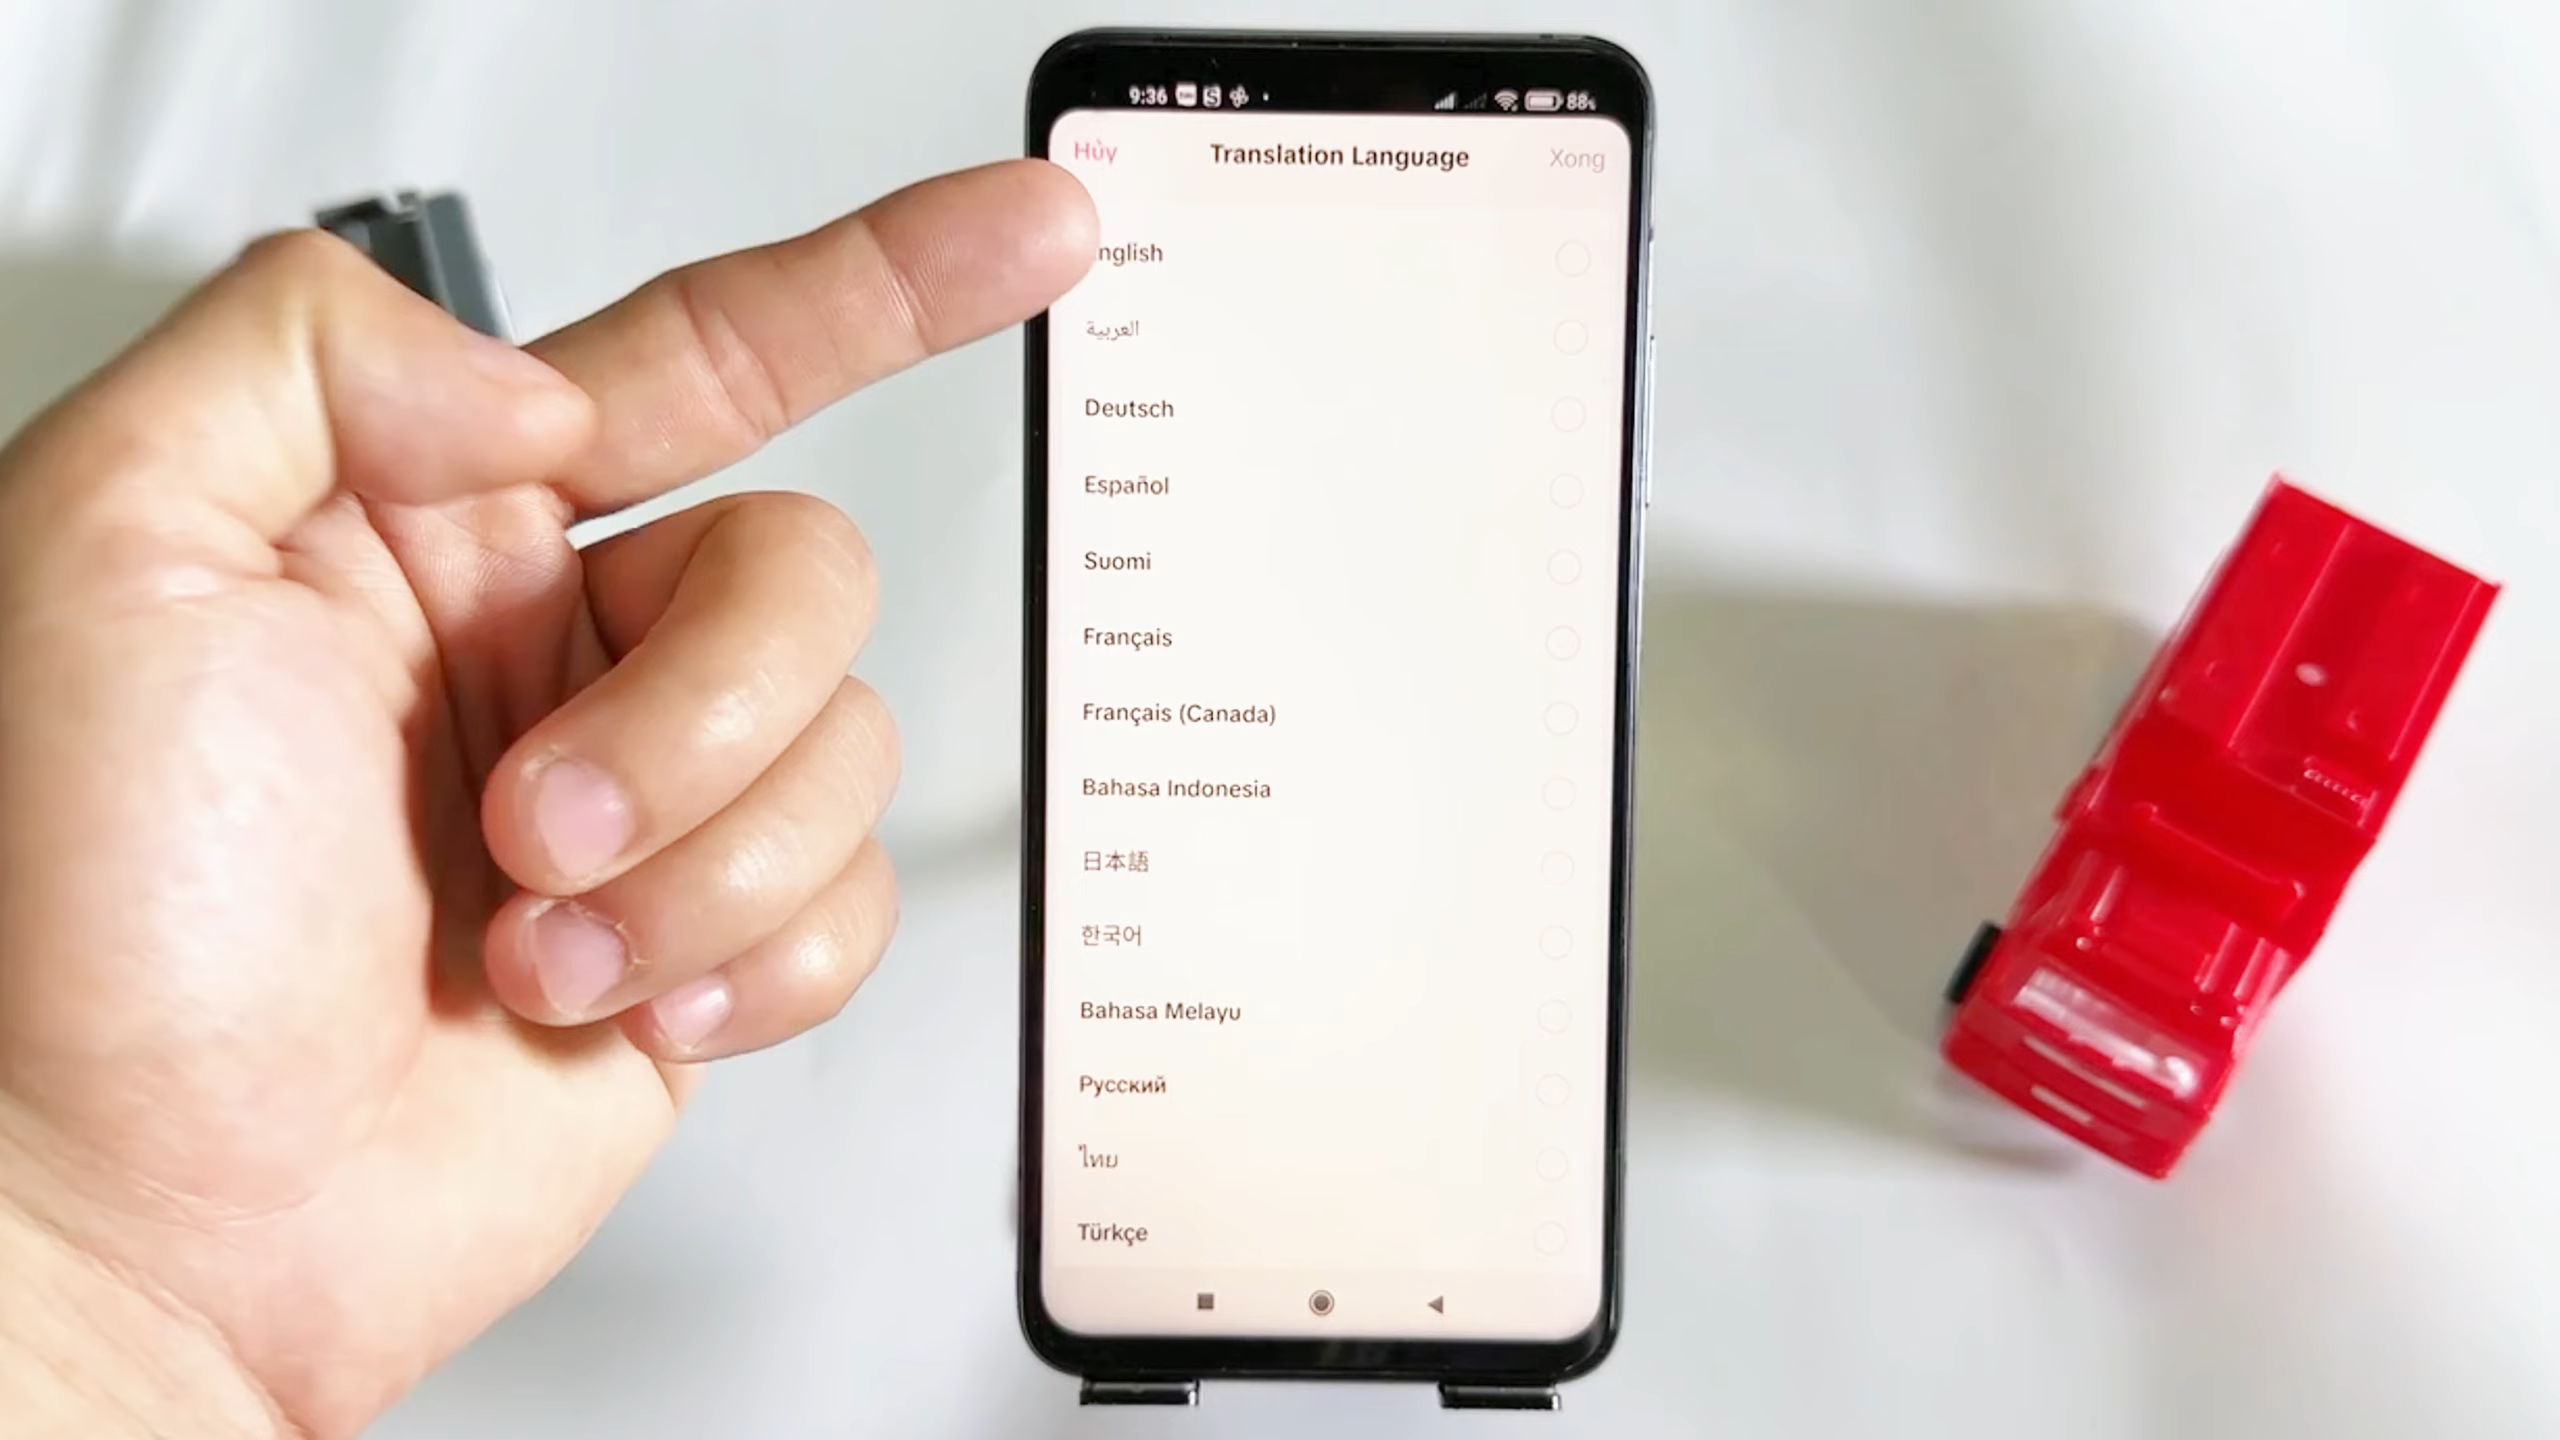 9:36 88%
Hủy Translation Language Xong
nglish
العربية
Deutsch
Español
Suomi
Français
Français (Canada)
Bahasa Indonesia
日本語
한국어
Bahasa Melayu
Русский
ไทย
Türkçe